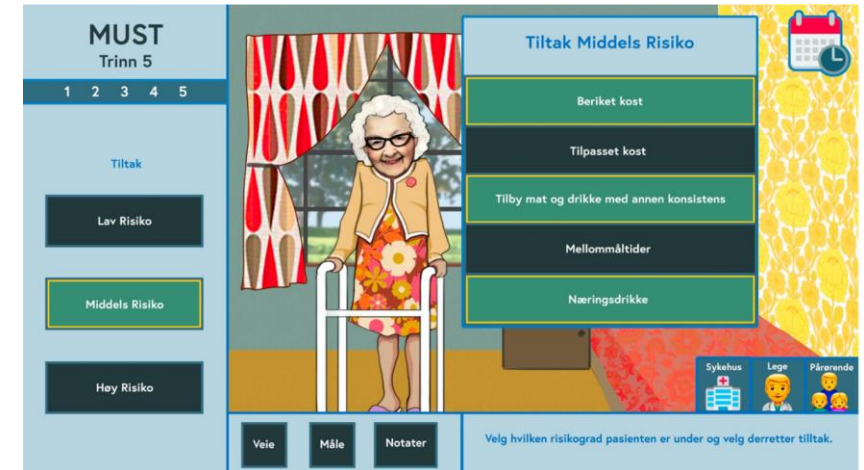 MUST
Trinn 5
1 2 3 4 5
Tiltak
Lav Risiko
Middels Risiko
Høy Risiko
Tiltak Middels Risiko
Beriket kost
Tilpasset kost
Tilby mat og drikke med annen konsistens
Mellommåltider
Næringsdrikke
Sykehus
Lege
Pårørende
Veie
Måle
Notater
Velg hvilken risikograd pasienten er under og velg derretter tilltak.